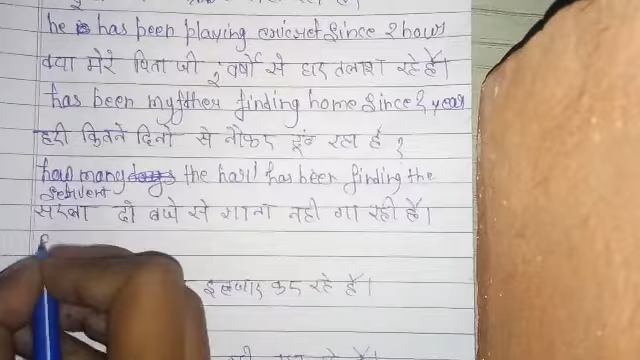 he has been playing cricket since 2 hours
क्या मेरे पिता जी 2 वर्षो से घर तलाश रहे हैं।
has been myfather finding home since 2 year
हरी कितने दिनो से नौकर ढूंढ रहा है ?
how many the hari has been finding the
servent
सरला दो बजे से गाना नही गा रही हैं।
इन्तजार कर रहे हैं।